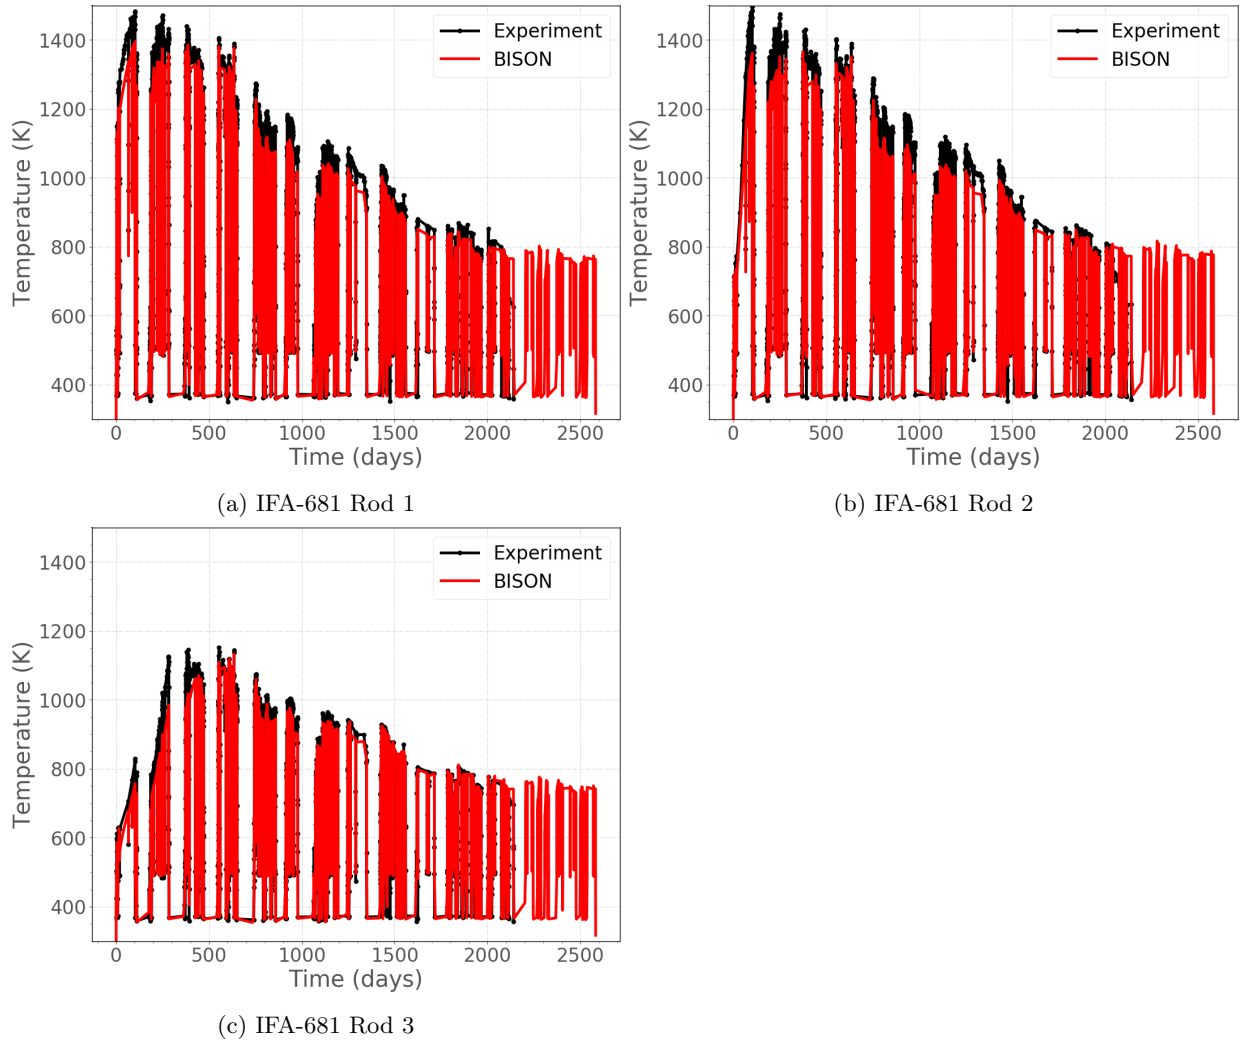 1400
1200
1000
800
600
400
Temperature (K)
Experiment
BISON
0 500 1000 1500 2000 2500
Time (days)
(a) IFA-681 Rod 1
1400
1200
1000
800
600
400
Temperature (K)
Experiment
BISON
0 500 1000 1500 2000 2500
Time (days)
(b) IFA-681 Rod 2
1400
1200
1000
800
600
400
Temperature (K)
Experiment
BISON
0 500 1000 1500 2000 2500
Time (days)
(c) IFA-681 Rod 3